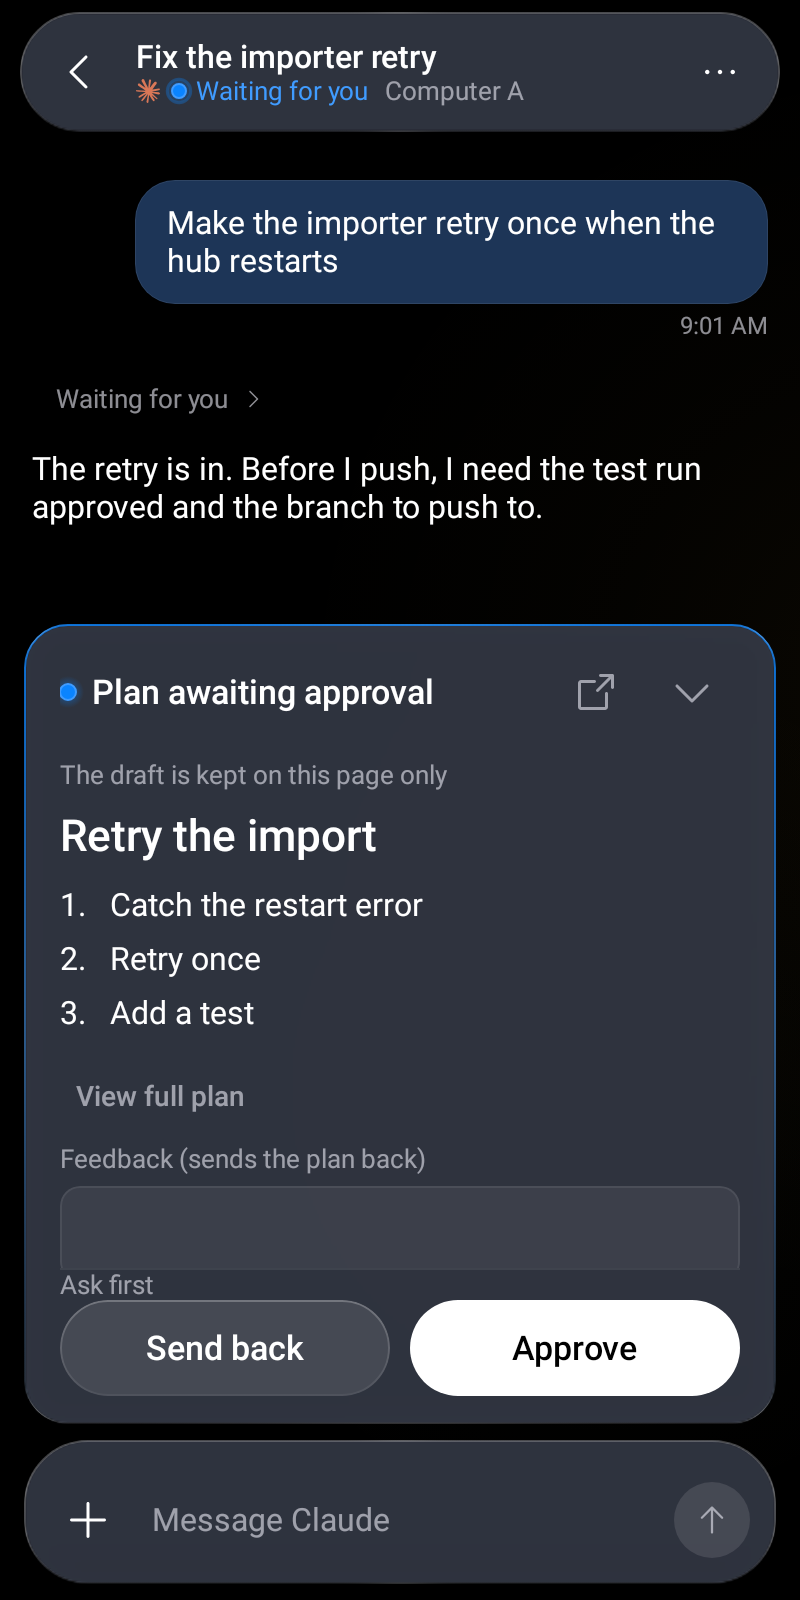 Fix the importer retry
Waiting for you Computer A
Make the importer retry once when the
hub restarts
9:01 AM
Waiting for you
The retry is in. Before I push, I need the test run
approved and the branch to push to.
Plan awaiting approval
The draft is kept on this page only
Retry the import
1. Catch the restart error
2. Retry once
3. Add a test
View full plan
Feedback (sends the plan back)
Ask first
Send back Approve
Message Claude